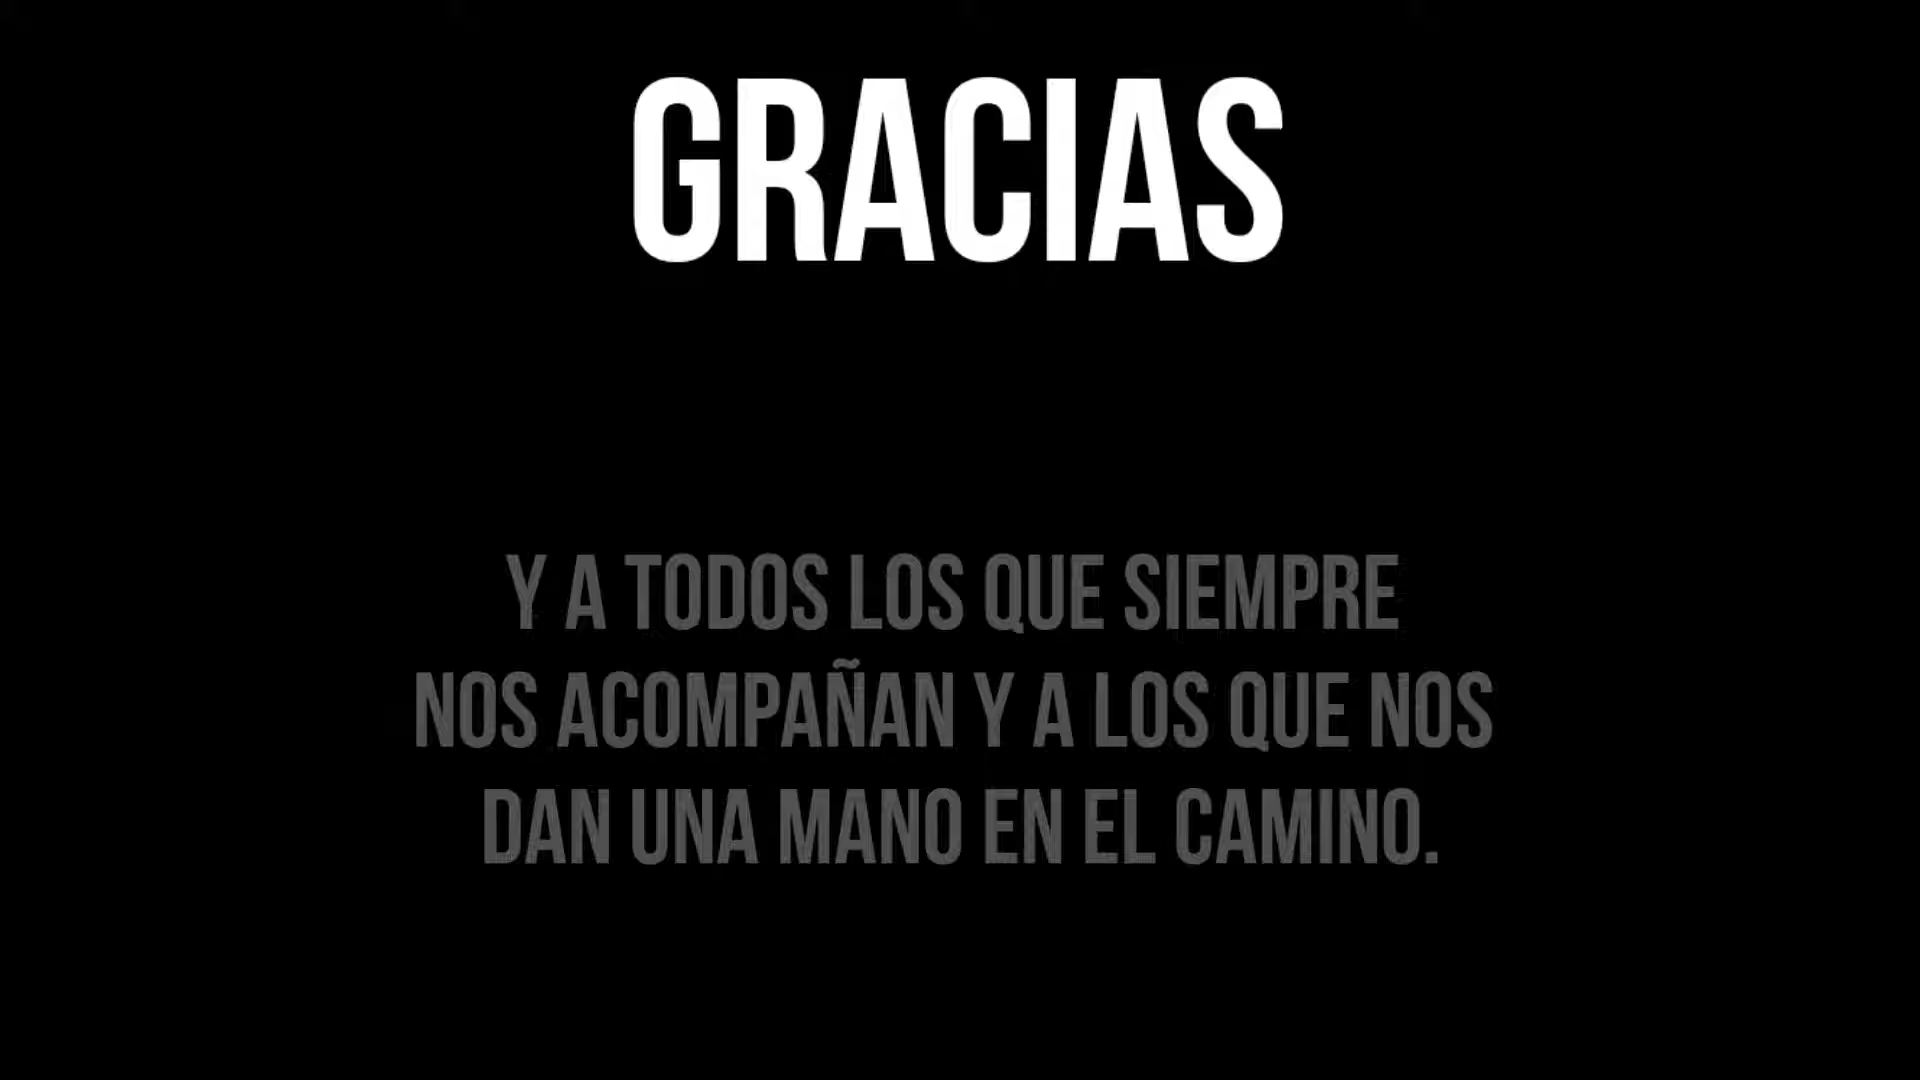 GRACIAS
Y A TODOS LOS QUE SIEMPRE
NOS ACOMPAÑAN Y A LOS QUE NOS
DAN UNA MANO EN EL CAMINO.